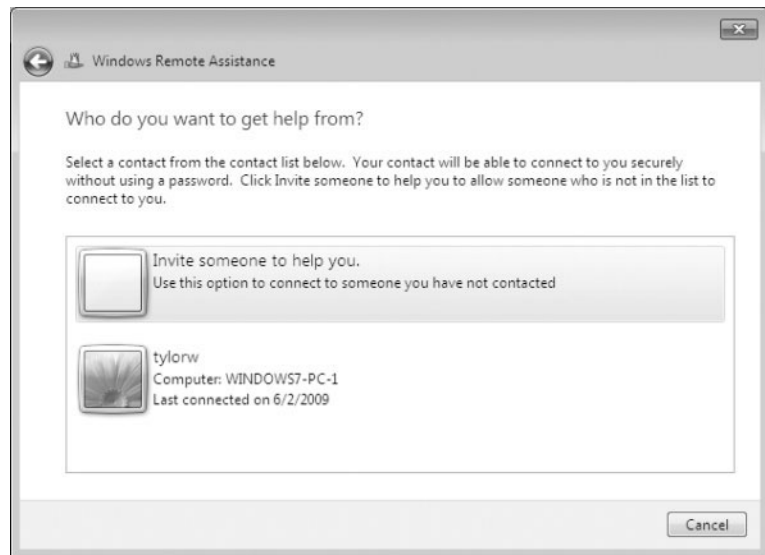 Windows Remote Assistance
Who do you want to get help from?
Select a contact from the contact list below. Your contact will be able to connect to you securely
without using a password. Click Invite someone to help you to allow someone who is not in the list to
connect to you.
Invite someone to help you.
Use this option to connect to someone you have not contacted
tylorw
Computer: WINDOWS7-PC-1
Last connected on 6/2/2009
Cancel